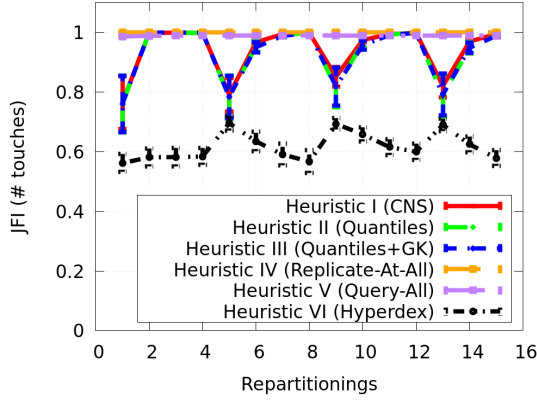 JFI (# touches)
1
0.8
0.6
0.4
0.2
0
Heuristic I (CNS)
Heuristic II (Quantiles)
Heuristic III (Quantiles+GK)
Heuristic IV (Replicate-At-All)
Heuristic V (Query-All)
Heuristic VI (Hyperdex)
0 2 4 6 8 10 12 14 16
Repartitionings